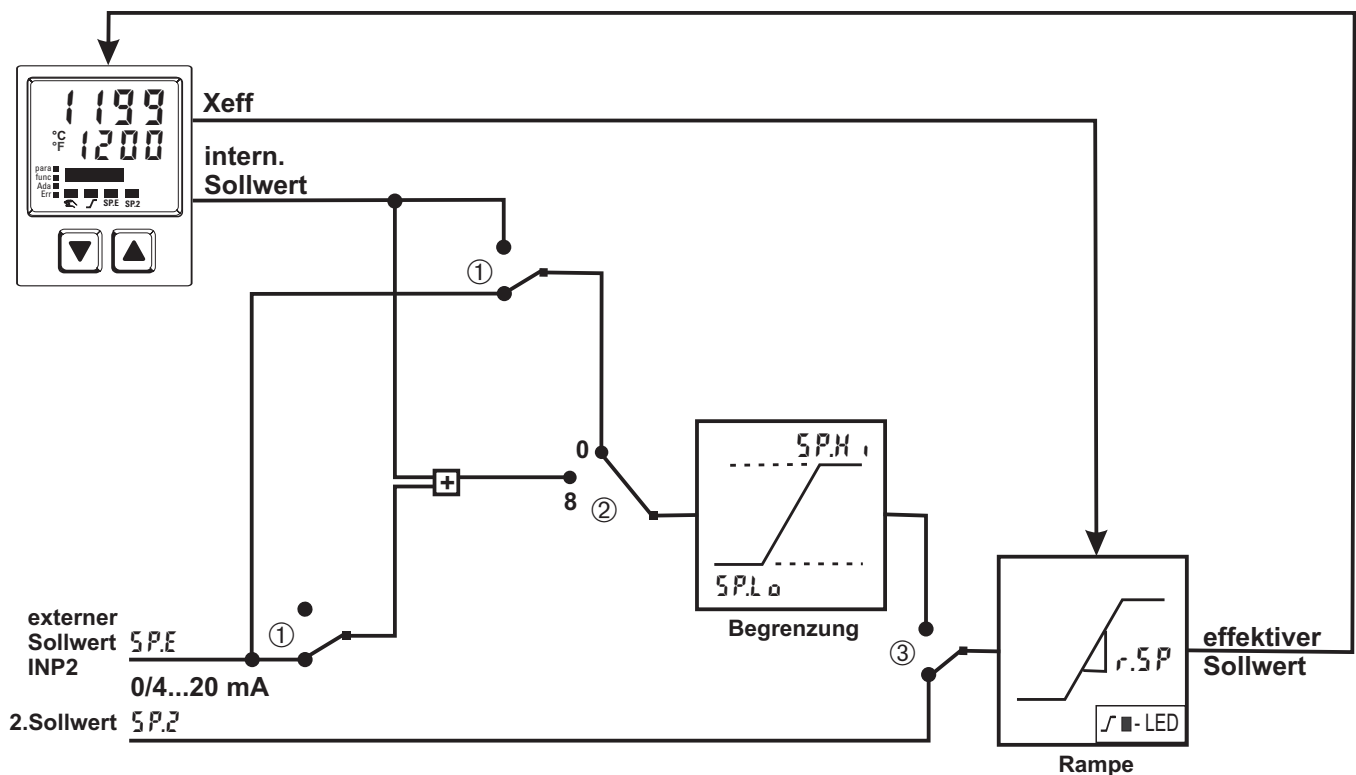 1199
Xeff
°C
°F
1200
intern.
Sollwert
para
func
Ada
Err
SP.E SP.2
①
0
8
②
+
SP.Hi
SP.Lo
Begrenzung
externer
Sollwert SP.E
INP2
①
0/4...20 mA
2.Sollwert SP.2
③
r.SP
- LED
Rampe
effektiver
Sollwert